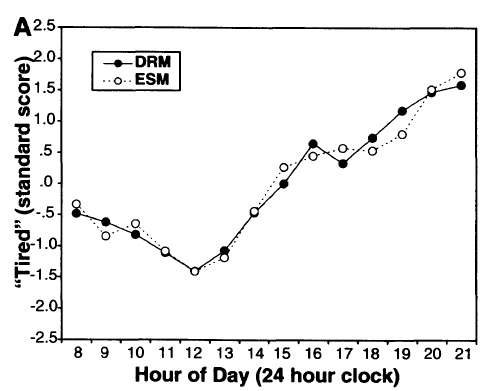 A
2.5
2.0
1.5
1.0
.5
.0
-.5
-1.0
-1.5
-2.0
-2.5
"Tired" (standard score)
DRM
ESM
8 9 10 11 12 13 14 15 16 17 18 19 20 21
Hour of Day (24 hour clock)